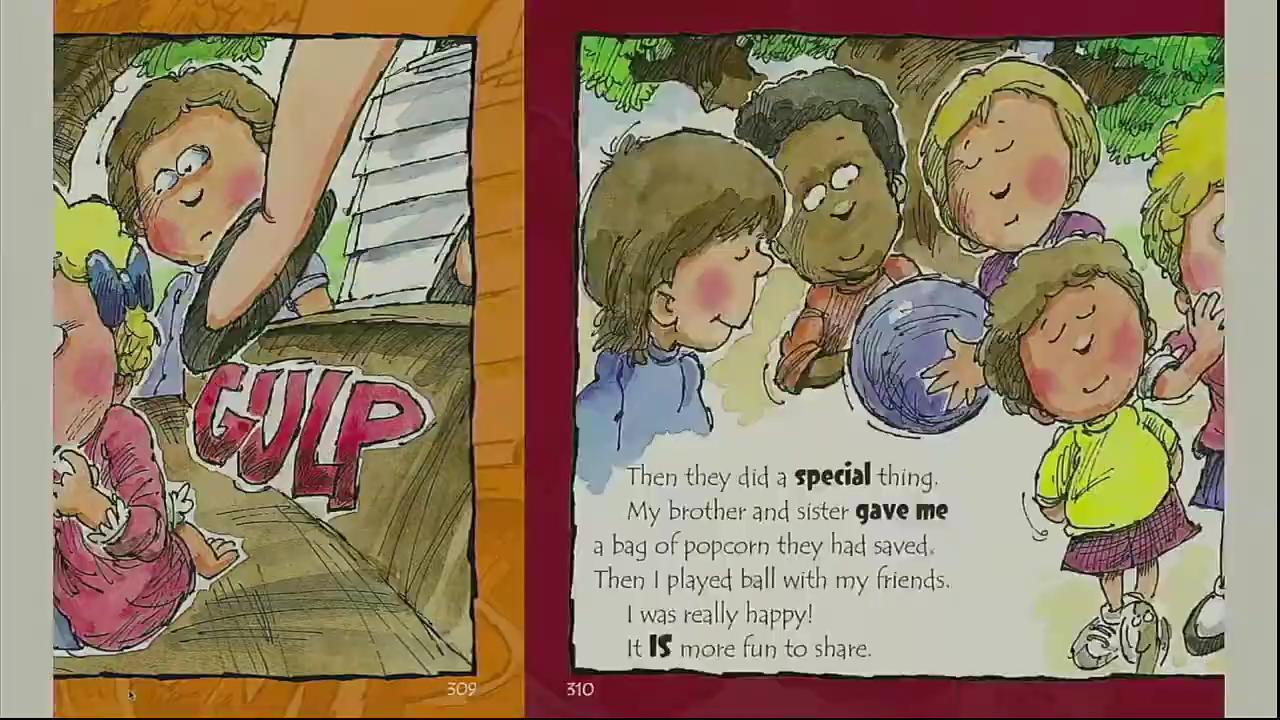 GULP
309
Then they did a special thing.
My brother and sister gave me
a bag of popcorn they had saved.
Then I played ball with my friends.
I was really happy!
It IS more fun to share.
310